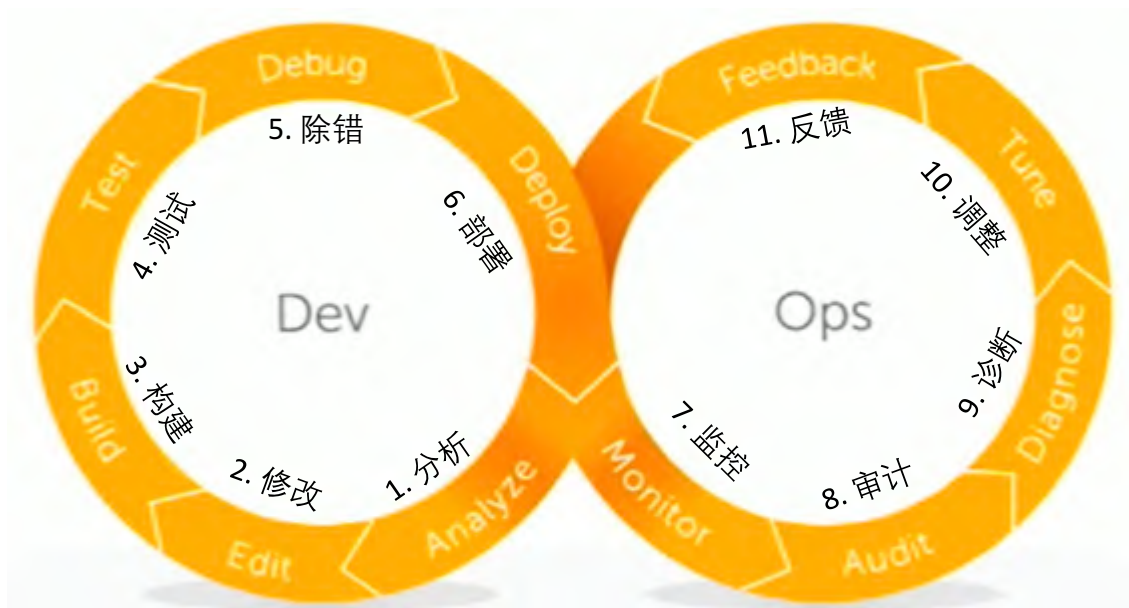 Debug
5. 除错
Test
4. 测试
Deploy
6. 部署
Dev
Build
3. 构建
Edit
2. 修改
Analyze
1. 分析
Feedback
11. 反馈
Tune
10. 调整
Ops
Diagnose
9. 诊断
Monitor
7. 监控
Audit
8. 审计